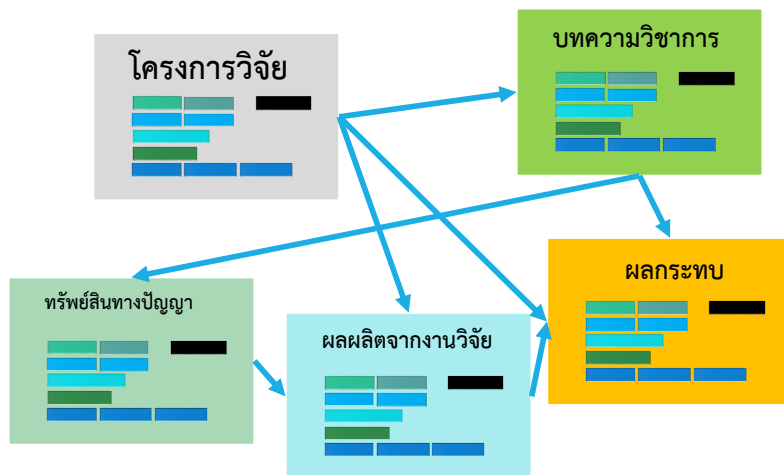 โครงการวิจัย
บทความวิชาการ
ทรัพย์สินทางปัญญา
ผลผลิตจากงานวิจัย
ผลกระทบ